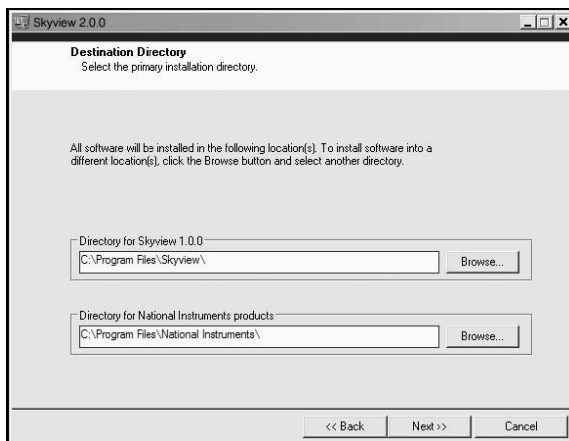 Skyview 2.0.0
Destination Directory
Select the primary installation directory.
All software will be installed in the following location(s). To install software into a
different location(s), click the Browse button and select another directory.
Directory for Skyview 1.0.0
C:\Program Files\Skyview\
Browse...
Directory for National Instruments products
C:\Program Files\National Instruments\
Browse...
<< Back
Next >>
Cancel